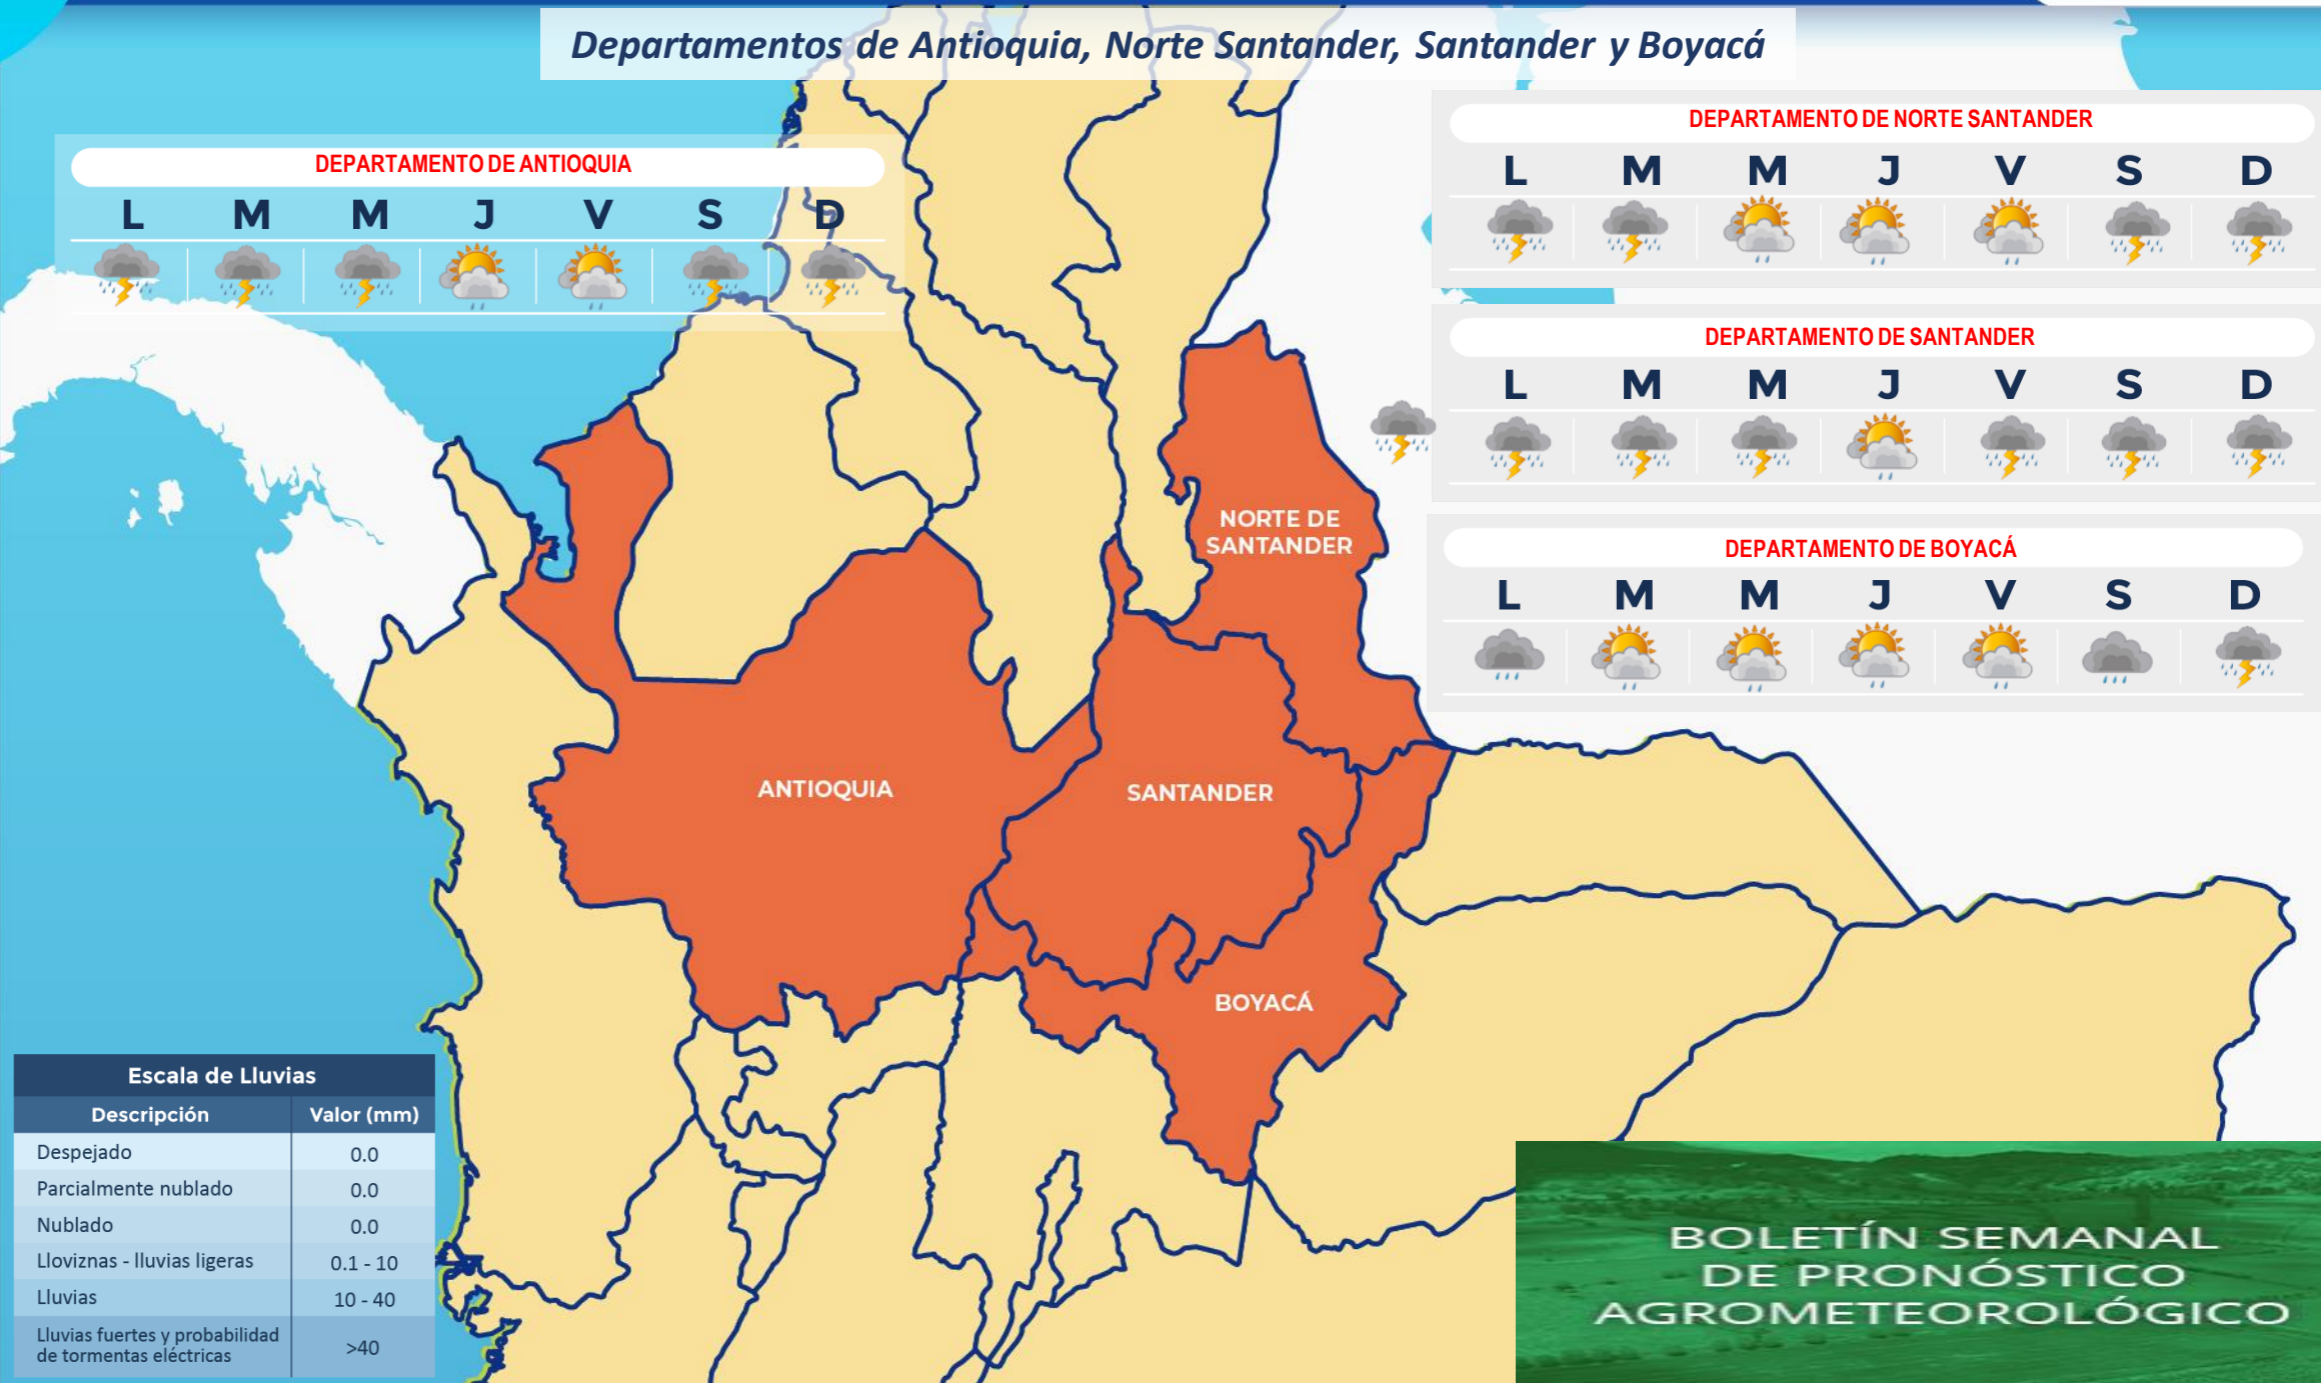 Departamentos de Antioquia, Norte Santander, Santander y Boyacá
DEPARTAMENTO DE ANTIOQUIA
L M M J V S D
DEPARTAMENTO DE NORTE SANTANDER
L M M J V S D
DEPARTAMENTO DE SANTANDER
L M M J V S D
DEPARTAMENTO DE BOYACÁ
L M M J V S D
NORTE DE
SANTANDER
ANTIOQUIA
SANTANDER
BOYACÁ
Escala de Lluvias
Descripción Valor (mm)
Despejado 0.0
Parcialmente nublado 0.0
Nublado 0.0
Lloviznas - lluvias ligeras 0.1 - 10
Lluvias 10 - 40
Lluvias fuertes y probabilidad
de tormentas eléctricas >40
BOLETÍN SEMANAL
DE PRONÓSTICO
AGROMETEOROLÓGICO